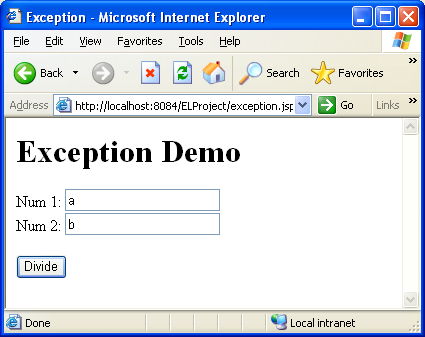 Exception - Microsoft Internet Explorer
File Edit View Favorites Tools Help »
Back Search Favorites »
Address http://localhost:8084/ELProject/exception.jsp Go Links »
Exception Demo
Num 1: a
Num 2: b
Divide
Done Local intranet